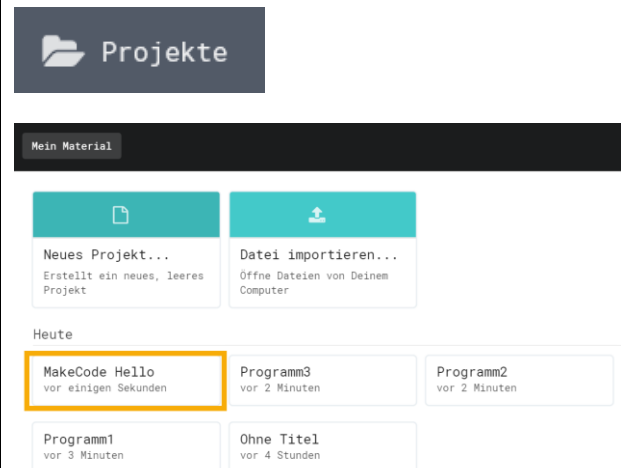 Projekte
Mein Material
Neues Projekt...
Erstellt ein neues, leeres
Projekt
Datei importieren...
Öffne Dateien von Deinem
Computer
Heute
MakeCode Hello
vor einigen Sekunden
Programm3
vor 2 Minuten
Programm2
vor 2 Minuten
Programm1
vor 3 Minuten
Ohne Titel
vor 4 Stunden